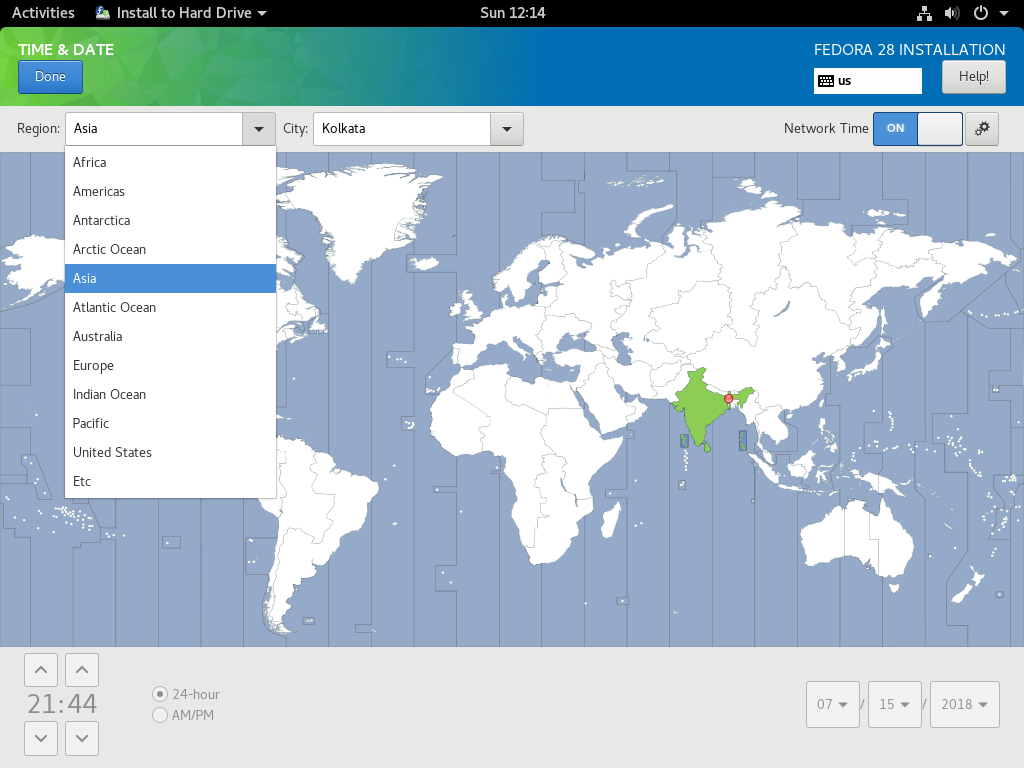 Activities Install to Hard Drive Sun 12:14
TIME & DATE FEDORA 28 INSTALLATION
Done us Help!
Region: Asia City: Kolkata Network Time ON
Africa
Americas
Antarctica
Arctic Ocean
Asia
Atlantic Ocean
Australia
Europe
Indian Ocean
Pacific
United States
Etc
21:44
24-hour
AM/PM
07 / 15 / 2018